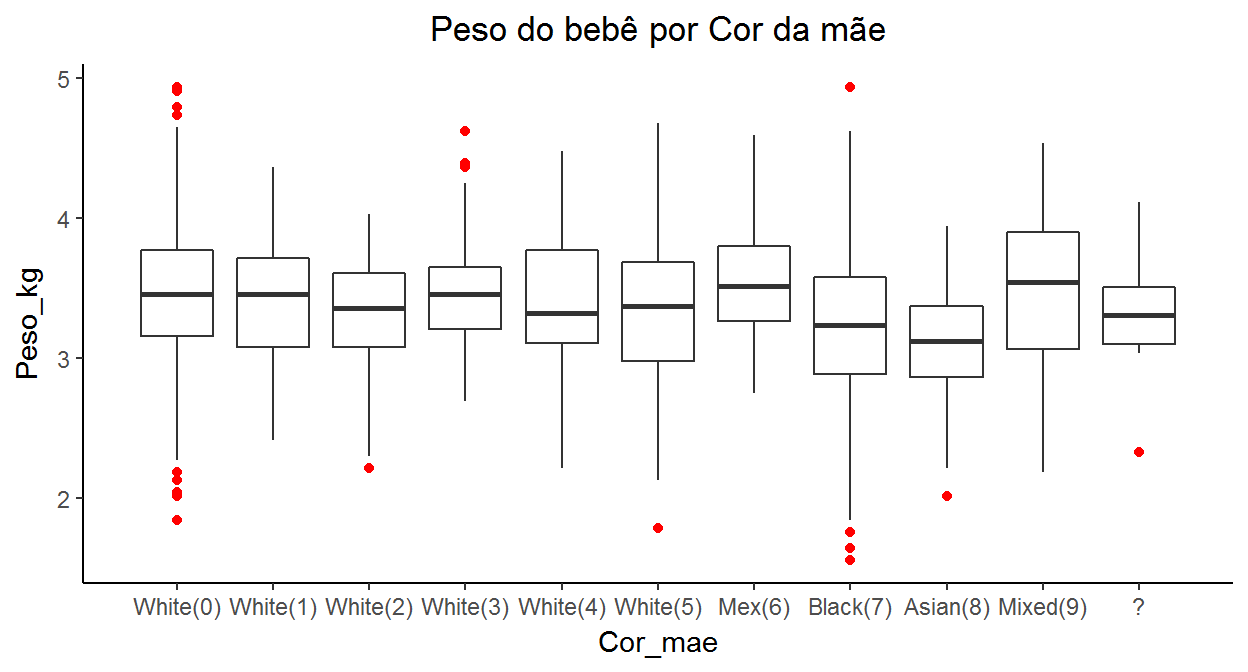 Peso do bebê por Cor da mãe
Peso_kg
5
4
3
2
White(0) White(1) White(2) White(3) White(4) White(5) Mex(6) Black(7) Asian(8) Mixed(9) ?
Cor_mae